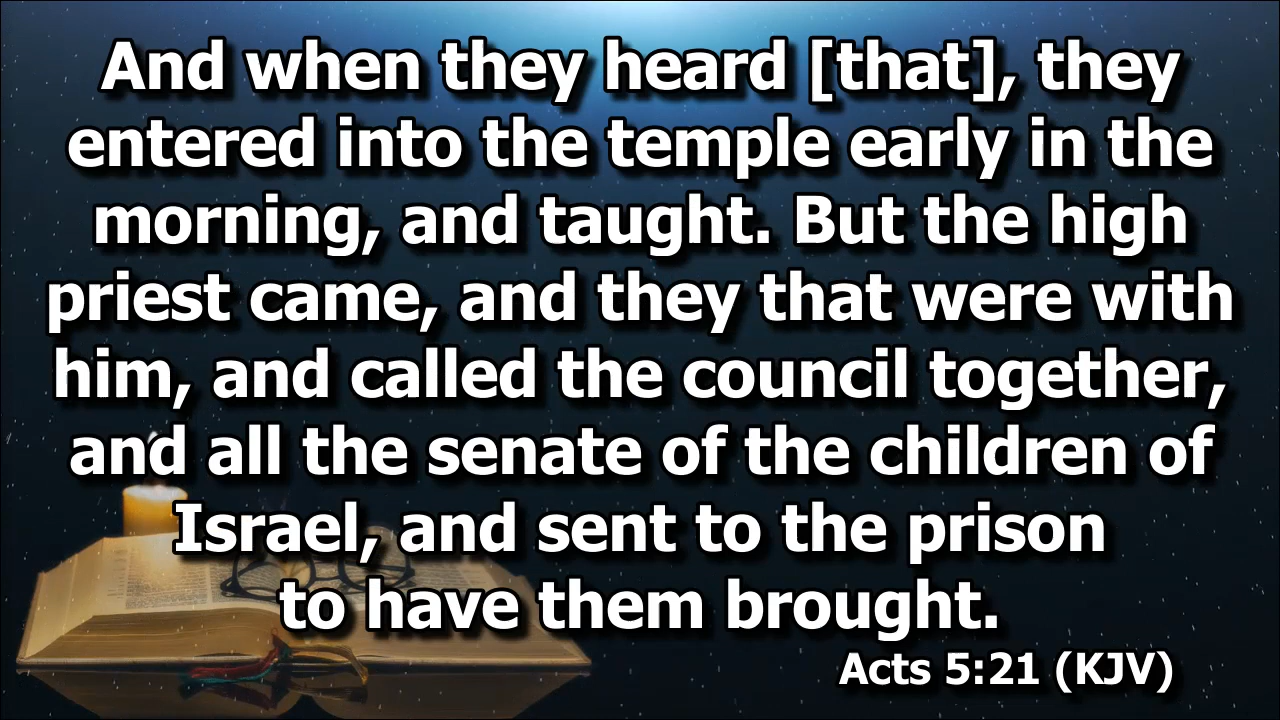 And when they heard [that], they
entered into the temple early in the
morning, and taught. But the high
priest came, and they that were with
him, and called the council together,
and all the senate of the children of
Israel, and sent to the prison
to have them brought.
Acts 5:21 (KJV)